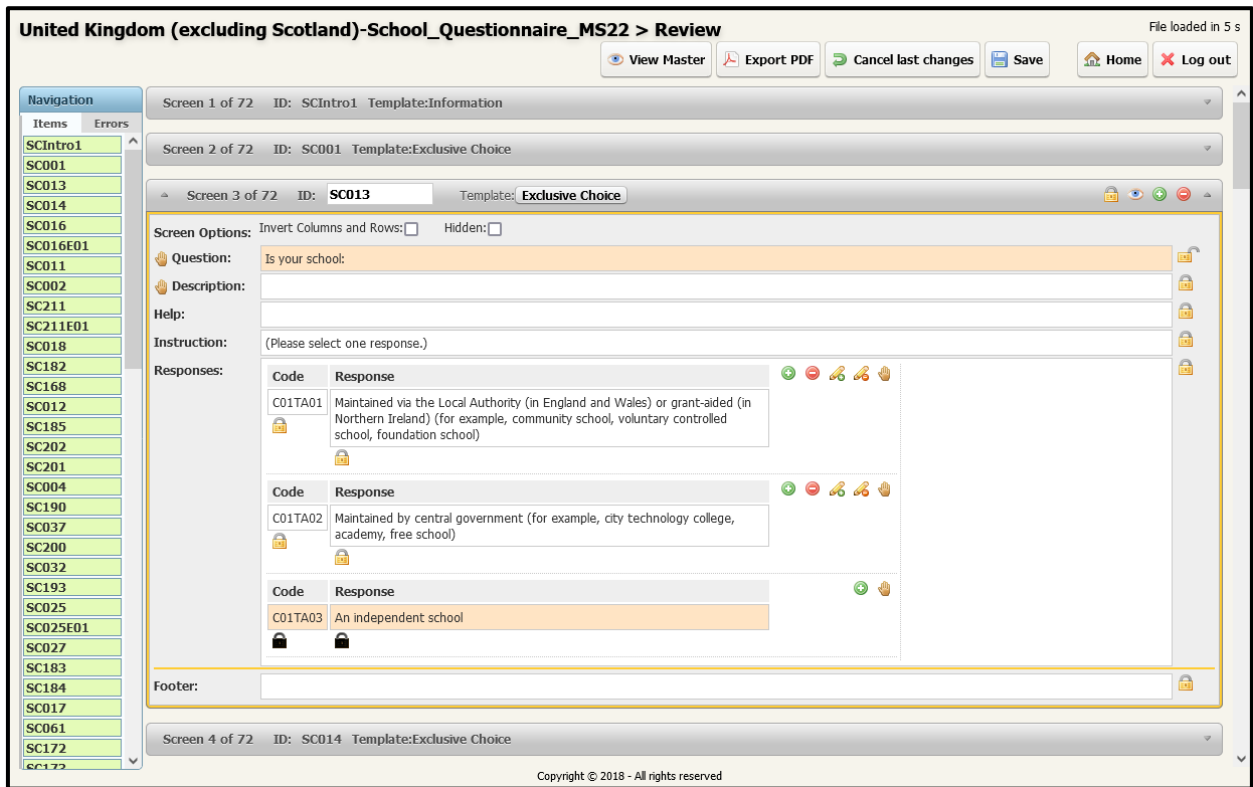 United Kingdom (excluding Scotland)-School_Questionnaire_MS22 > Review
File loaded in 5 s
View Master
Export PDF
Cancel last changes
Save
Home
Log out
Navigation
Items
Errors
SCIntro1
SC001
SC013
SC014
SC016
SC016E01
SC011
SC002
SC211
SC211E01
SC018
SC182
SC168
SC012
SC185
SC202
SC201
SC004
SC190
SC037
SC200
SC032
SC193
SC025
SC025E01
SC027
SC183
SC184
SC017
SC061
SC172
SC173
Screen 1 of 72 ID: SCIntro1 Template:Information
Screen 2 of 72 ID: SC001 Template:Exclusive Choice
Screen 3 of 72 ID: SC013 Template: Exclusive Choice
Screen Options: Invert Columns and Rows: Hidden:
Question: Is your school:
Description:
Help:
Instruction: (Please select one response.)
Responses:
Code Response
C01TA01 Maintained via the Local Authority (in England and Wales) or grant-aided (in
Northern Ireland) (for example, community school, voluntary controlled
school, foundation school)
Code Response
C01TA02 Maintained by central government (for example, city technology college,
academy, free school)
Code Response
C01TA03 An independent school
Footer:
Screen 4 of 72 ID: SC014 Template:Exclusive Choice
Copyright © 2018 - All rights reserved